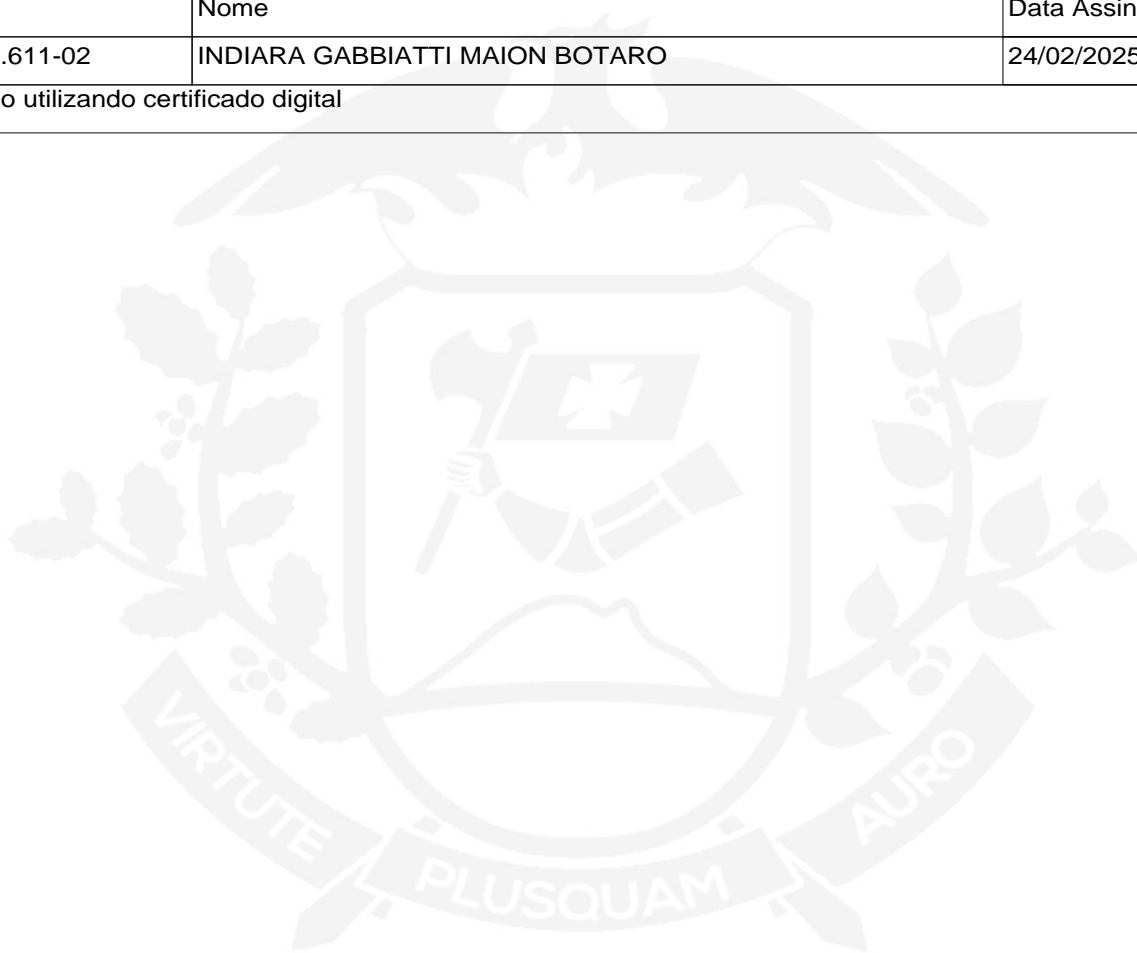 Nome Data Assin
.611-02 INDIARA GABBIATTI MAION BOTARO 24/02/2025
o utilizando certificado digital
VIRTUTE PLUSQUAM AURO